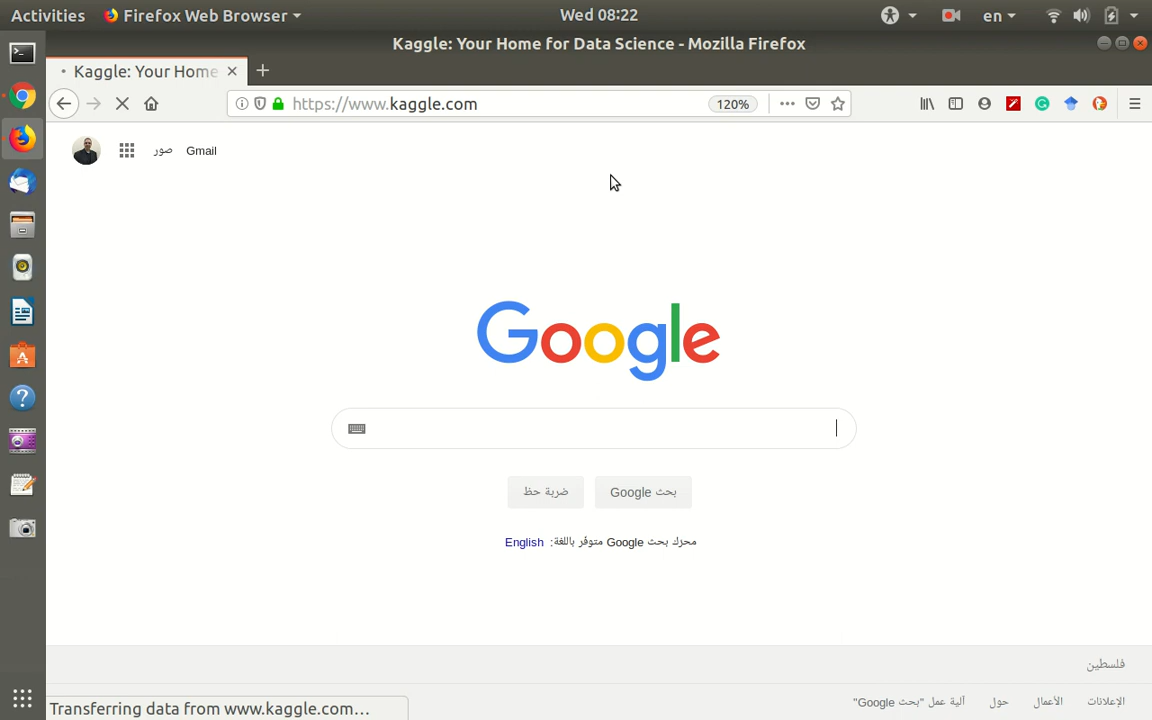 Activities Firefox Web Browser Wed 08:22 en
Kaggle: Your Home for Data Science - Mozilla Firefox
Kaggle: Your Home
https://www.kaggle.com 120%
صور Gmail
Google
ضربة حظ
بحث Google
محرك بحث Google متوفر باللغة: English
فلسطين
الإعلانات الأعمال حول آلية عمل "بحث Google"
Transferring data from www.kaggle.com…